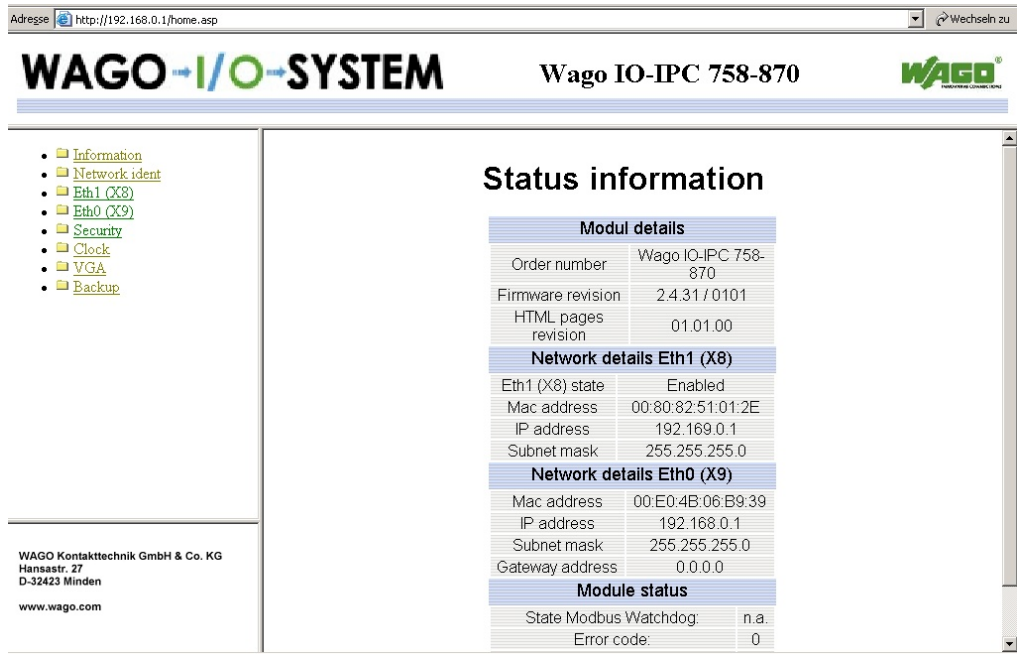 Adresse http://192.168.0.1/home.asp Wechseln zu
WAGO I/O SYSTEM
Wago IO-IPC 758-870
WAGO®
Information
Network ident
Eth1 (X8)
Eth0 (X9)
Security
Clock
VGA
Backup
WAGO Kontakttechnik GmbH & Co. KG
Hansastr. 27
D-32423 Minden
www.wago.com
Status information
Modul details
Order number Wago IO-IPC 758-
870
Firmware revision 2.4.31 / 0101
HTML pages
revision 01.01.00
Network details Eth1 (X8)
Eth1 (X8) state Enabled
Mac address 00:80:82:51:01:2E
IP address 192.169.0.1
Subnet mask 255.255.255.0
Network details Eth0 (X9)
Mac address 00:E0:4B:06:B9:39
IP address 192.168.0.1
Subnet mask 255.255.255.0
Gateway address 0.0.0.0
Module status
State Modbus Watchdog: n.a.
Error code: 0